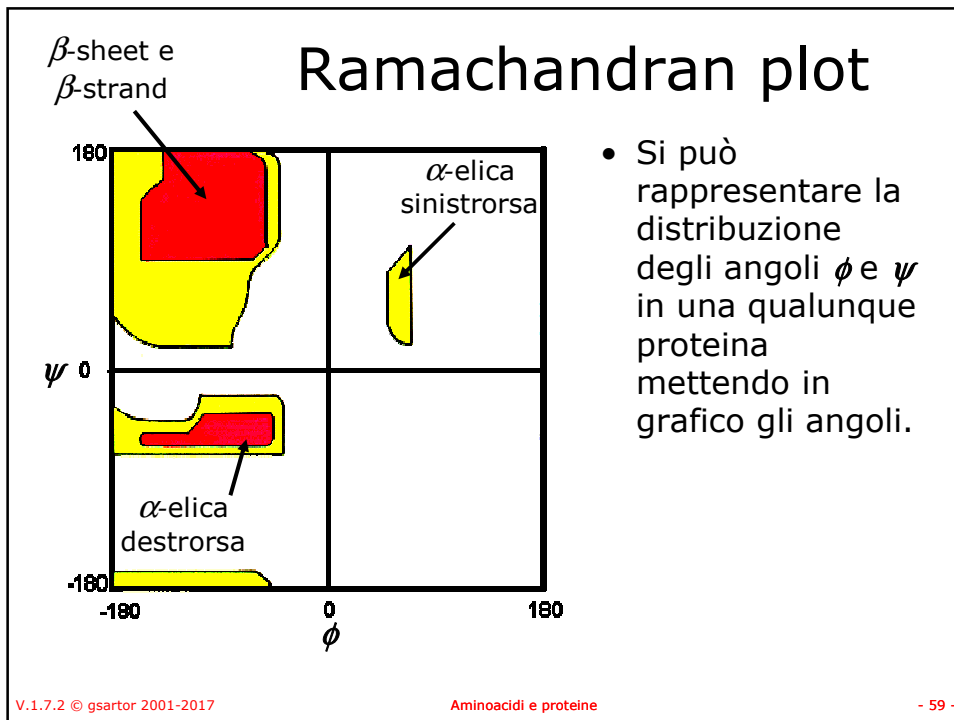 Ramachandran plot
β-sheet e
β-strand
180
α-elica
sinistrorsa
ψ 0
α-elica
destrorsa
-180
-180 0 180
ϕ
• Si può
rappresentare la
distribuzione
degli angoli ϕ e ψ
in una qualunque
proteina
mettendo in
grafico gli angoli.
V.1.7.2 © gsartor 2001-2017 Aminoacidi e proteine - 59 -